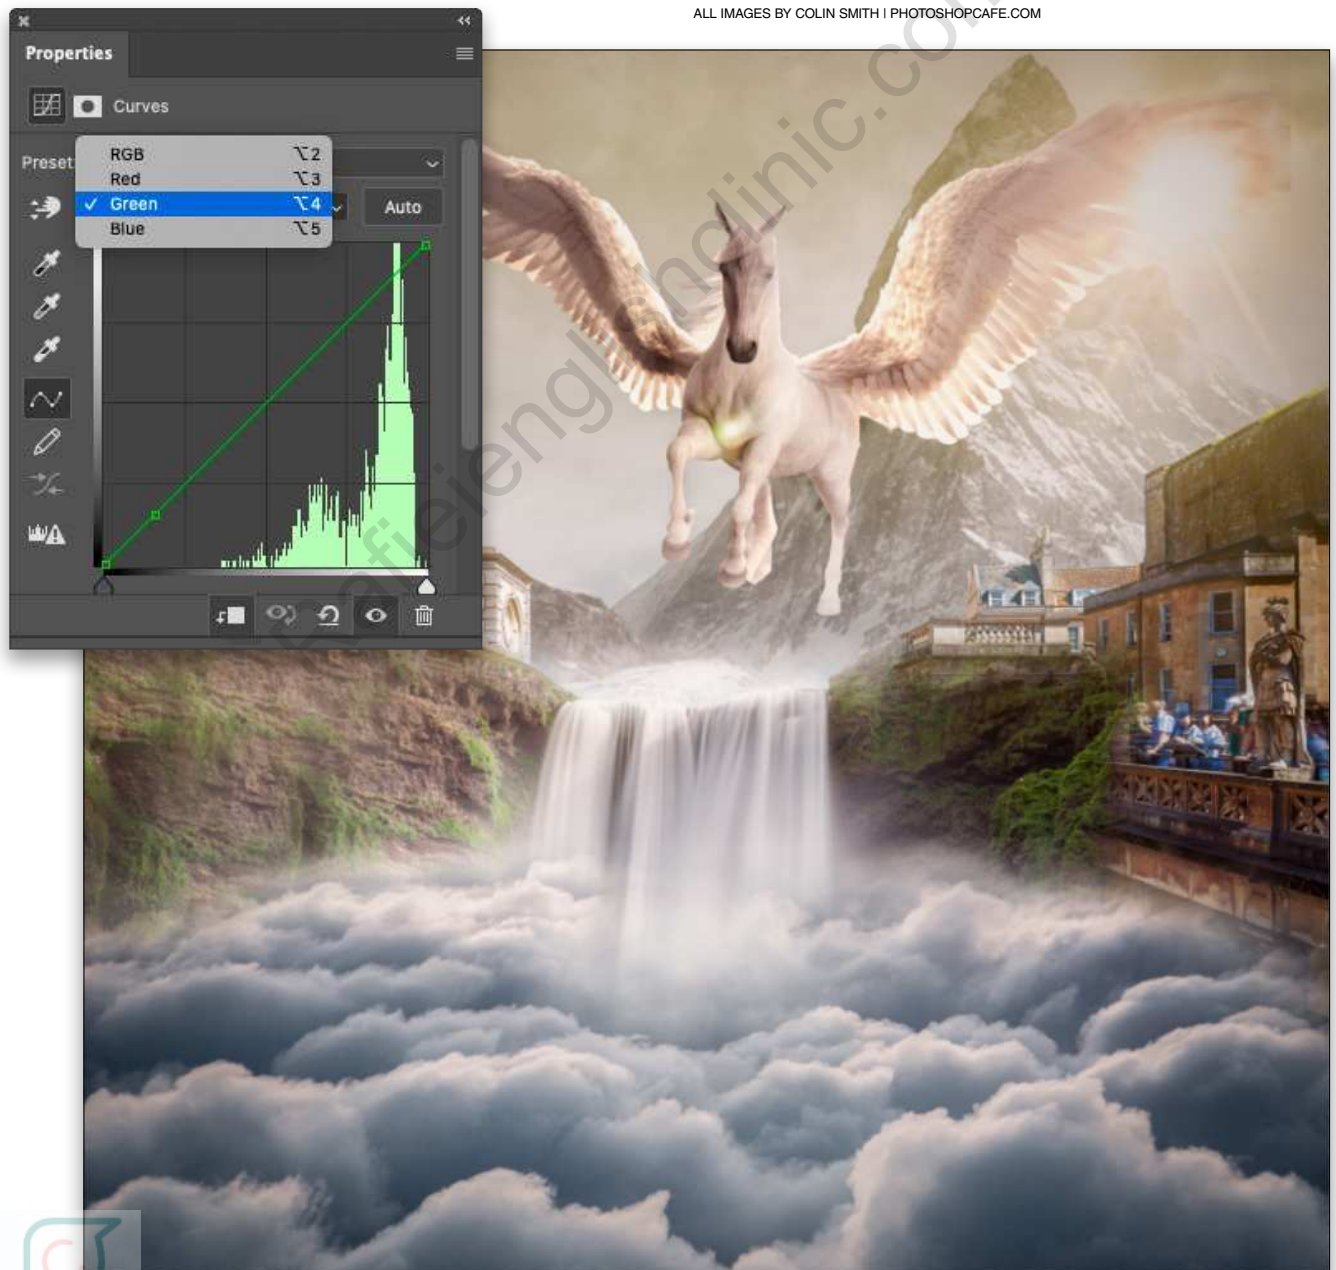 ALL IMAGES BY COLIN SMITH | PHOTOSHOPCAFE.COM
Properties
Curves
Preset
RGB ⌥2
Red ⌥3
✓ Green ⌥4
Auto
Blue ⌥5